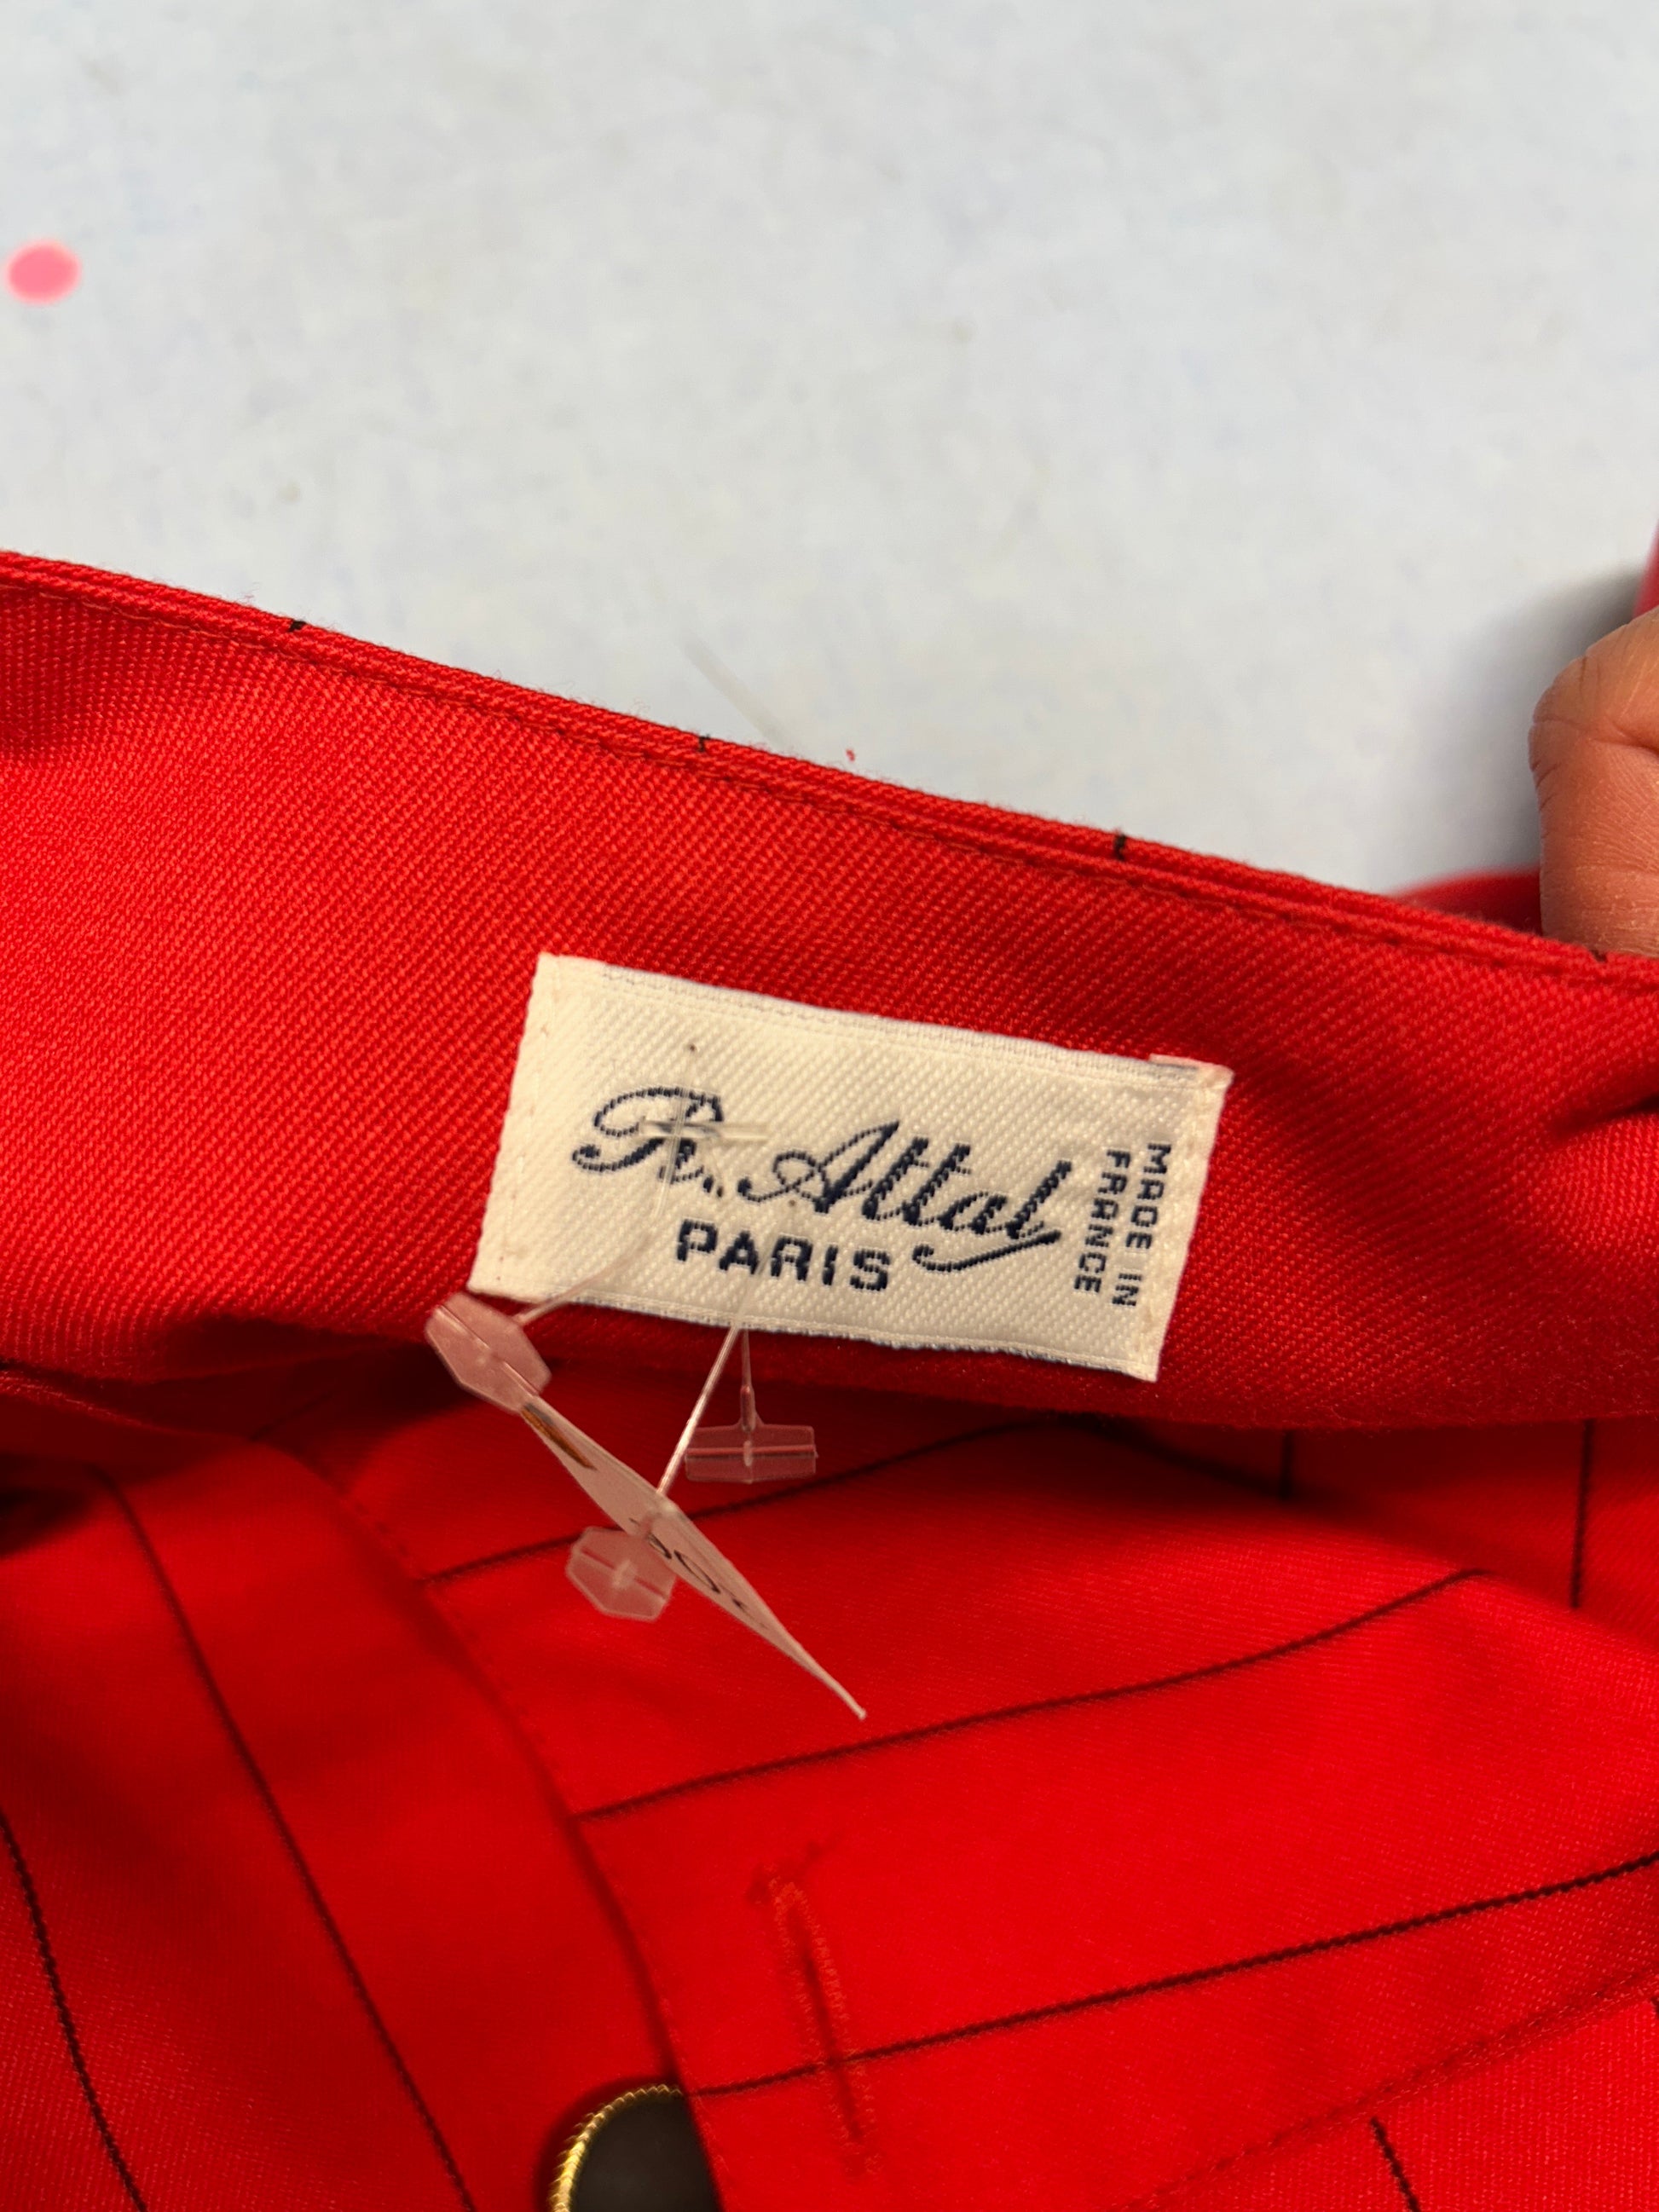 R. Attal
PARIS
MADE IN
FRANCE